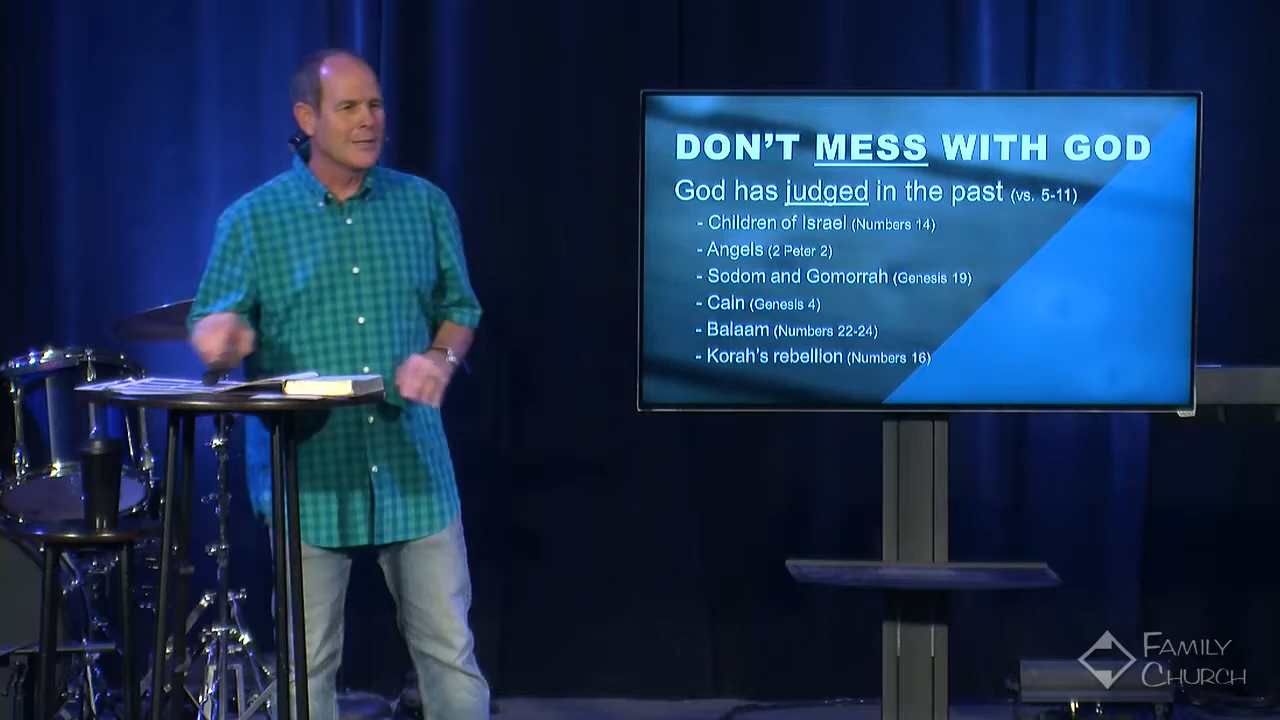 DON'T MESS WITH GOD
God has judged in the past (vs. 5-11)
- Children of Israel (Numbers 14)
- Angels (2 Peter 2)
- Sodom and Gomorrah (Genesis 19)
- Cain (Genesis 4)
- Balaam (Numbers 22-24)
- Korah's rebellion (Numbers 16)
FAMILY
CHURCH